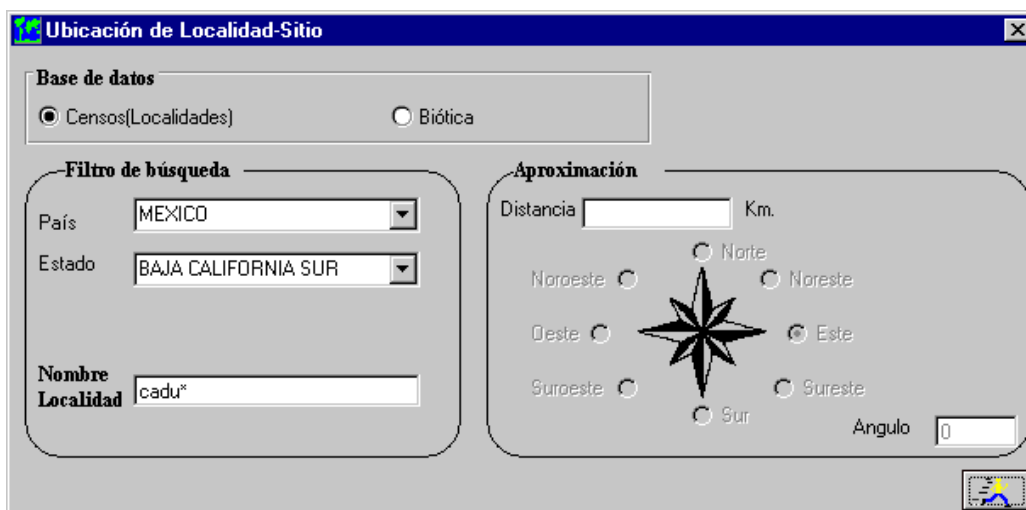 Ubicación de Localidad-Sitio
Base de datos
Censos(Localidades)
Biótica
Filtro de búsqueda
País
MEXICO
Estado
BAJA CALIFORNIA SUR
Nombre
Localidad
cadu*
Aproximación
Distancia
Km.
Norte
Noroeste
Noreste
Oeste
Este
Suroeste
Sureste
Sur
Angulo
0